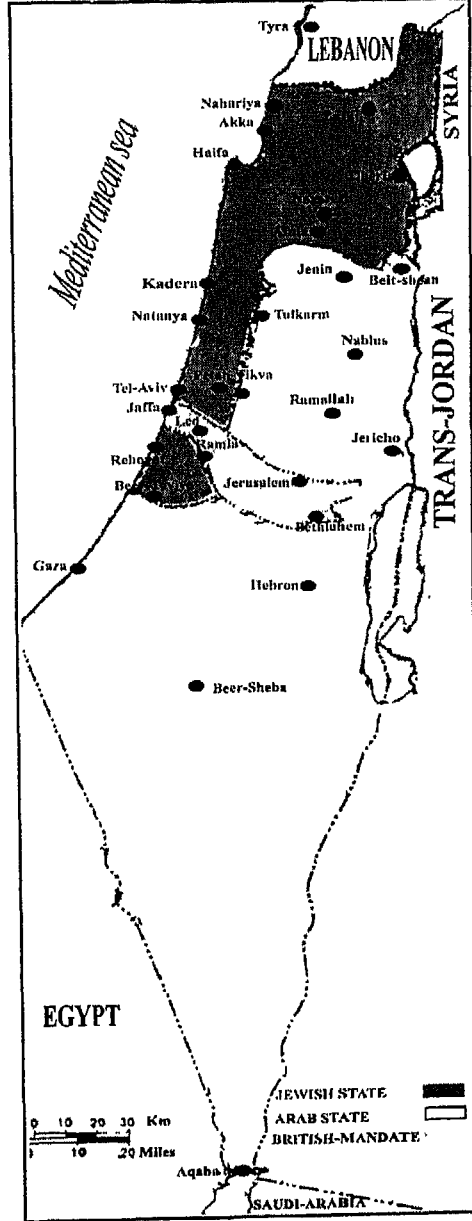 Tyra
LEBANON
SYRIA
Nahariya
Akka
Haifa
Mediterranean sea
Kadera
Jenin
Beit-shean
Natanya
Tulkarm
Nablus
TRANS-JORDAN
Tel-Aviv
Jaffa
Ramallah
Ramla
Jericho
Jerusalem
Bethluhem
Gaza
Hebron
Beer-Sheba
EGYPT
JEWISH STATE
ARAB STATE
BRITISH-MANDATE
0 10 20 30 Km
10 20 Miles
Aqaba
SAUDI-ARABIA